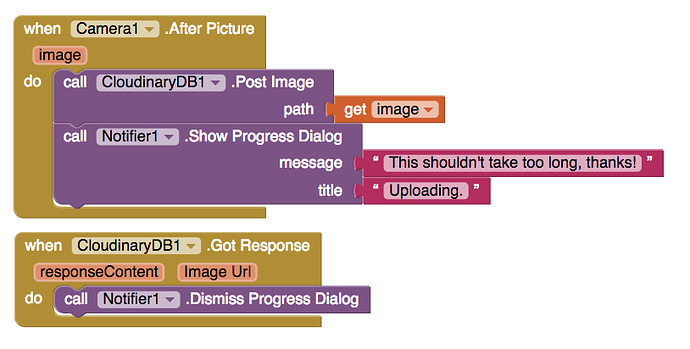 when Camera1 .After Picture
image
do call CloudinaryDB1 .Post Image
path get image
call Notifier1 .Show Progress Dialog
message “ This shouldn't take too long, thanks! ”
title “ Uploading. ”
when CloudinaryDB1 .Got Response
responseContent Image Url
do call Notifier1 .Dismiss Progress Dialog